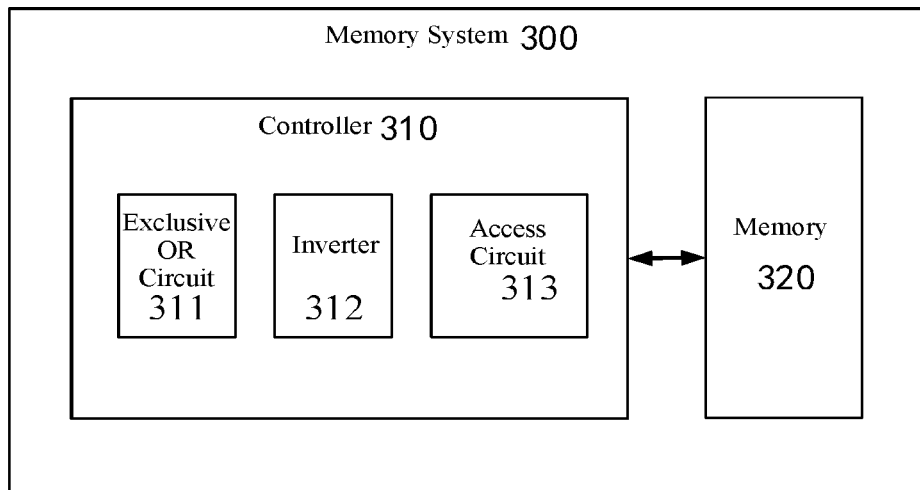 Memory System 300
Controller 310
Exclusive
OR
Circuit
311
Inverter
312
Access
Circuit
313
Memory
320